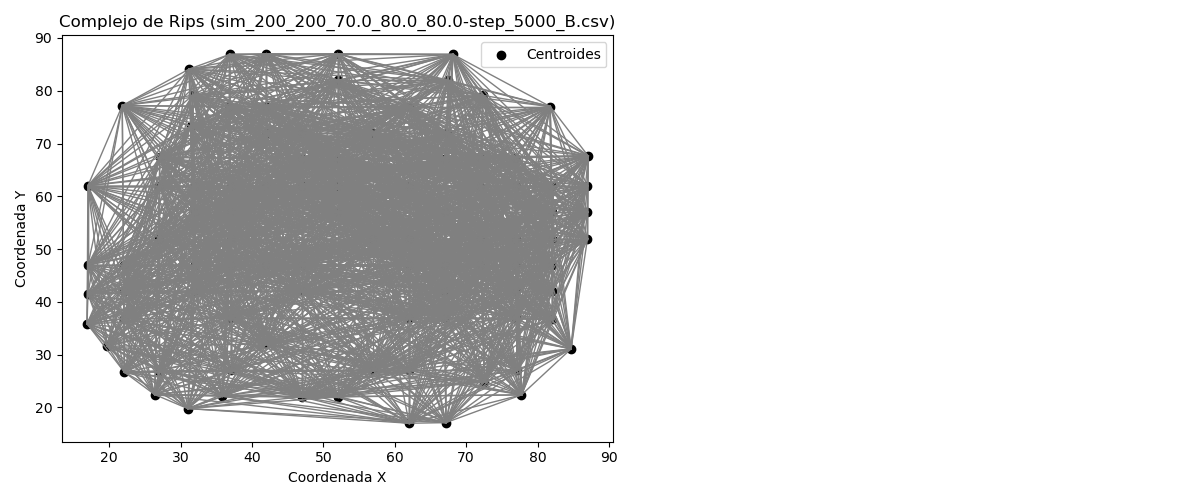 Complejo de Rips (sim_200_200_70.0_80.0_80.0-step_5000_B.csv)
90
80
70
60
50
40
30
20
Coordenada Y
Centroides
20 30 40 50 60 70 80 90
Coordenada X